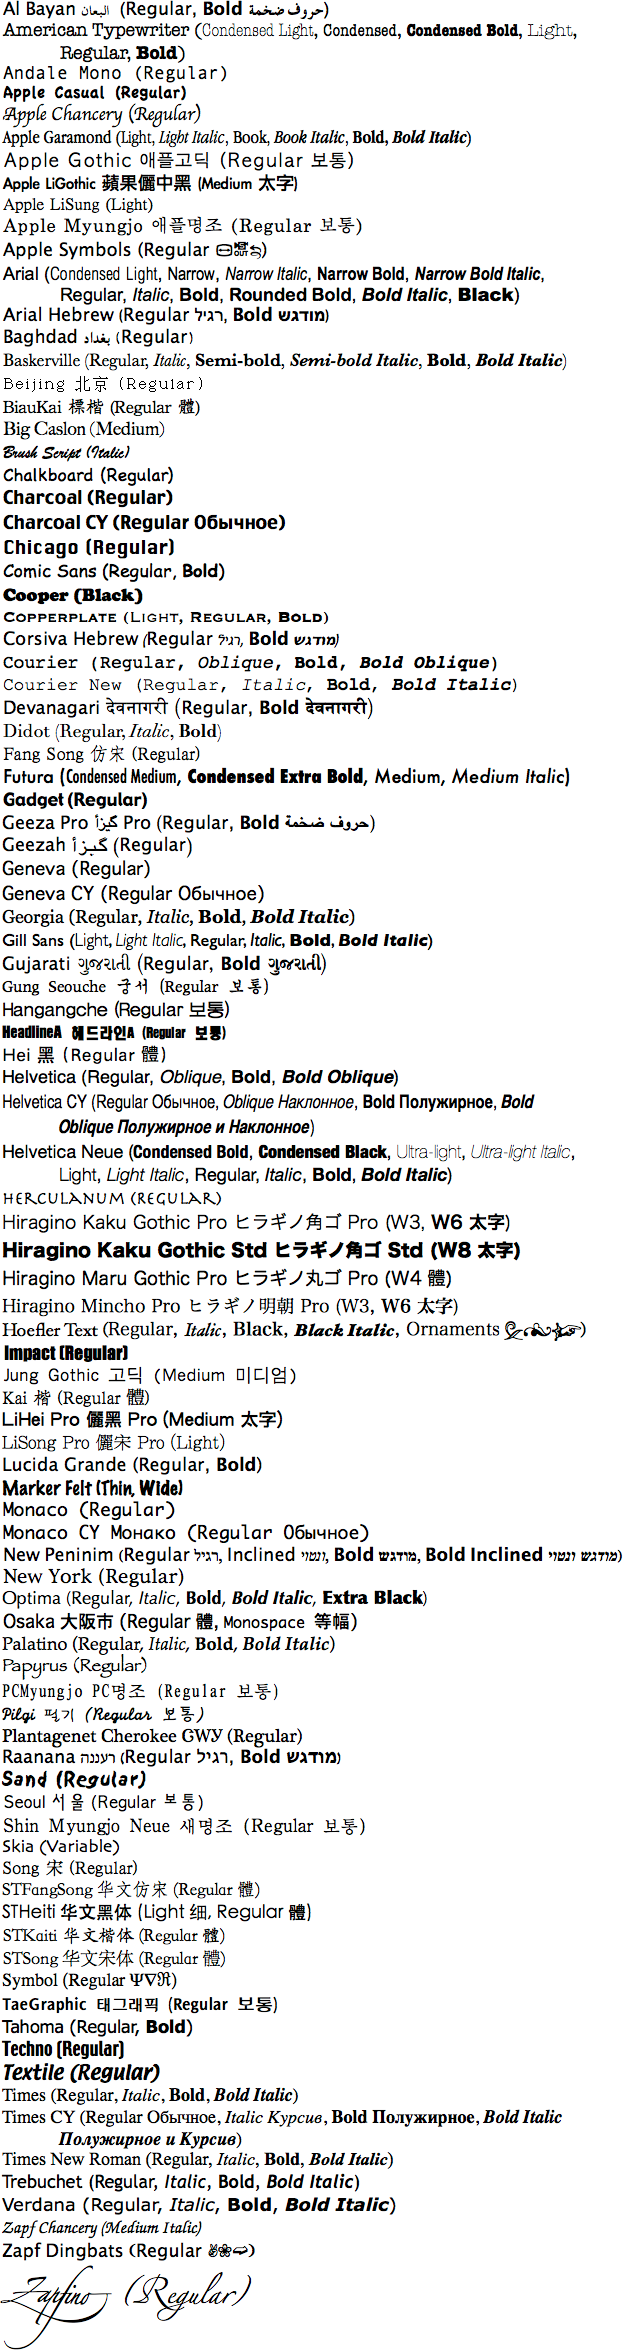 Al Bayan البيان (Regular, Bold حروف ضخمة)
American Typewriter (Condensed Light, Condensed, Condensed Bold, Light,
Regular, Bold)
Andale Mono (Regular)
Apple Casual (Regular)
Apple Chancery (Regular)
Apple Garamond (Light, Light Italic, Book, Book Italic, Bold, Bold Italic)
Apple Gothic 애플고딕 (Regular 보통)
Apple LiGothic 蘋果儷中黑 (Medium 太字)
Apple LiSung (Light)
Apple Myungjo 애플명조 (Regular 보통)
Apple Symbols (Regular)
Arial (Condensed Light, Narrow, Narrow Italic, Narrow Bold, Narrow Bold Italic,
Regular, Italic, Bold, Rounded Bold, Bold Italic, Black)
Arial Hebrew (Regular רגיל, Bold מודגש)
Baghdad بغداد (Regular)
Baskerville (Regular, Italic, Semi-bold, Semi-bold Italic, Bold, Bold Italic)
Beijing 北京 (Regular)
BiauKai 標楷 (Regular 體)
Big Caslon (Medium)
Brush Script (Italic)
Chalkboard (Regular)
Charcoal (Regular)
Charcoal CY (Regular Обычное)
Chicago (Regular)
Comic Sans (Regular, Bold)
Cooper (Black)
Copperplate (Light, Regular, Bold)
Corsiva Hebrew (Regular רגיל, Bold מודגש)
Courier (Regular, Oblique, Bold, Bold Oblique)
Courier New (Regular, Italic, Bold, Bold Italic)
Devanagari देवनागरी (Regular, Bold देवनागरी)
Didot (Regular, Italic, Bold)
Fang Song 仿宋 (Regular)
Futura (Condensed Medium, Condensed Extra Bold, Medium, Medium Italic)
Gadget (Regular)
Geeza Pro گيزا Pro (Regular, Bold حروف ضخمة)
Geezah گيزا (Regular)
Geneva (Regular)
Geneva CY (Regular Обычное)
Georgia (Regular, Italic, Bold, Bold Italic)
Gill Sans (Light, Light Italic, Regular, Italic, Bold, Bold Italic)
Gujarati ગુજરાતી (Regular, Bold ગુજરાતી)
Gung Seouche 궁서 (Regular 보통)
Hangangche (Regular 보통)
HeadlineA 헤드라인A (Regular 보통)
Hei 黑 (Regular 體)
Helvetica (Regular, Oblique, Bold, Bold Oblique)
Helvetica CY (Regular Обычное, Oblique Наклонное, Bold Полужирное, Bold
Oblique Полужирное и Наклонное)
Helvetica Neue (Condensed Bold, Condensed Black, Ultra-light, Ultra-light Italic,
Light, Light Italic, Regular, Italic, Bold, Bold Italic)
Herculanum (Regular)
Hiragino Kaku Gothic Pro ヒラギノ角ゴ Pro (W3, W6 太字)
Hiragino Kaku Gothic Std ヒラギノ角ゴ Std (W8 太字)
Hiragino Maru Gothic Pro ヒラギノ丸ゴ Pro (W4 體)
Hiragino Mincho Pro ヒラギノ明朝 Pro (W3, W6 太字)
Hoefler Text (Regular, Italic, Black, Black Italic, Ornaments)
Impact (Regular)
Jung Gothic 고딕 (Medium 미디엄)
Kai 楷 (Regular 體)
LiHei Pro 儷黑 Pro (Medium 太字)
LiSong Pro 儷宋 Pro (Light)
Lucida Grande (Regular, Bold)
Marker Felt (Thin, Wide)
Monaco (Regular)
Monaco CY Монако (Regular Обычное)
New Peninim (Regular רגיל, Inclined ונטוי, Bold מודגש, Bold Inclined מודגש ונטוי)
New York (Regular)
Optima (Regular, Italic, Bold, Bold Italic, Extra Black)
Osaka 大阪市 (Regular 體, Monospace 等幅)
Palatino (Regular, Italic, Bold, Bold Italic)
Papyrus (Regular)
PCMyungjo PC명조 (Regular 보통)
Pilgi 필기 (Regular 보통)
Plantagenet Cherokee ᏣᎳᎩ (Regular)
Raanana רעננה (Regular רגיל, Bold מודגש)
Sand (Regular)
Seoul 서울 (Regular 보통)
Shin Myungjo Neue 새명조 (Regular 보통)
Skia (Variable)
Song 宋 (Regular)
STFangSong 华文仿宋 (Regular 體)
STHeiti 华文黑体 (Light 细, Regular 體)
STKaiti 华文楷体 (Regular 體)
STSong 华文宋体 (Regular 體)
Symbol (Regular Ψ∇ℜ)
TaeGraphic 태그래픽 (Regular 보통)
Tahoma (Regular, Bold)
Techno (Regular)
Textile (Regular)
Times (Regular, Italic, Bold, Bold Italic)
Times CY (Regular Обычное, Italic Курсив, Bold Полужирное, Bold Italic
Полужирное и Курсив)
Times New Roman (Regular, Italic, Bold, Bold Italic)
Trebuchet (Regular, Italic, Bold, Bold Italic)
Verdana (Regular, Italic, Bold, Bold Italic)
Zapf Chancery (Medium Italic)
Zapf Dingbats (Regular ✌❀➫)
Zapfino (Regular)